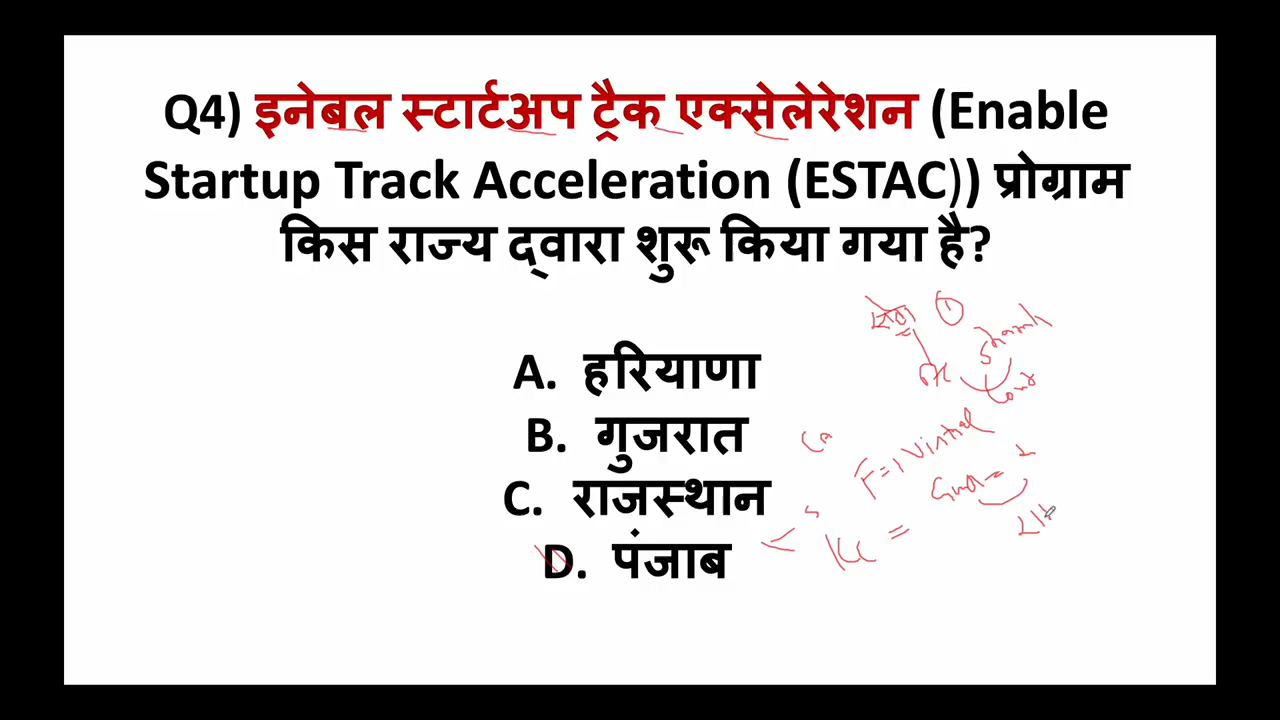 Q4) इनेबल स्टार्टअप ट्रैक एक्सेलेरेशन (Enable
Startup Track Acceleration (ESTAC)) प्रोग्राम
किस राज्य द्वारा शुरू किया गया है?
A. हरियाणा
B. गुजरात
C. राजस्थान
D. पंजाब